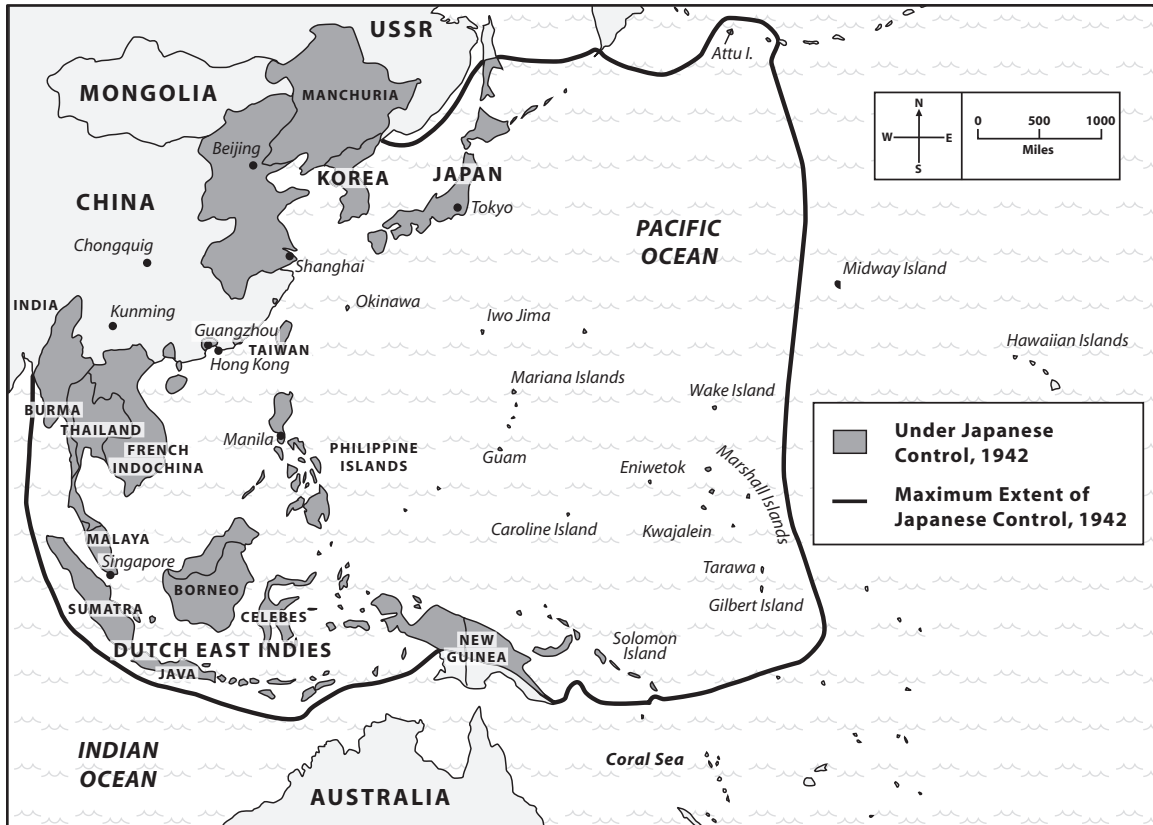 USSR
Attu I.
MONGOLIA
MANCHURIA
N
W
E
S
0 500 1000
Miles
Beijing
KOREA
JAPAN
CHINA
Tokyo
PACIFIC
OCEAN
Chongquig
Shanghai
Midway Island
INDIA
Okinawa
Kunming
Iwo Jima
Guangzhou
TAIWAN
Hong Kong
Hawaiian Islands
Mariana Islands
Wake Island
BURMA
THAILAND
FRENCH
INDOCHINA
Manila
PHILIPPINE
ISLANDS
Guam
Eniwetok
Marshall Islands
Under Japanese
Control, 1942
Maximum Extent of
Japanese Control, 1942
Caroline Island
Kwajalein
MALAYA
Singapore
Tarawa
BORNEO
Gilbert Island
SUMATRA
CELEBES
DUTCH EAST INDIES
NEW
GUINEA
Solomon
Island
JAVA
INDIAN
OCEAN
Coral Sea
AUSTRALIA